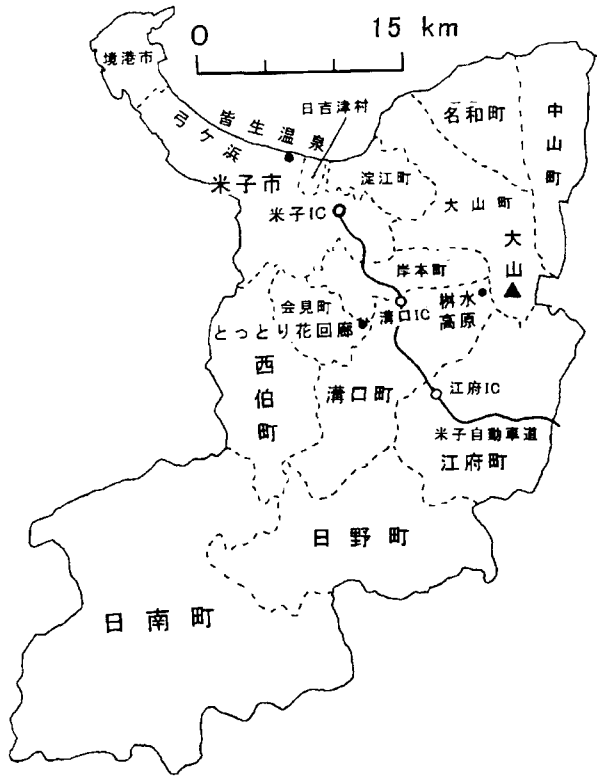 境港市
0 15 km
弓ケ浜
皆生温泉
日吉津村
名和町
中山町
米子市
淀江町
米子IC
大山町
大山
岸本町
会見町
溝口IC
桝水
高原
とっとり花回廊
西伯町
溝口町
江府IC
米子自動車道
江府町
日野町
日南町